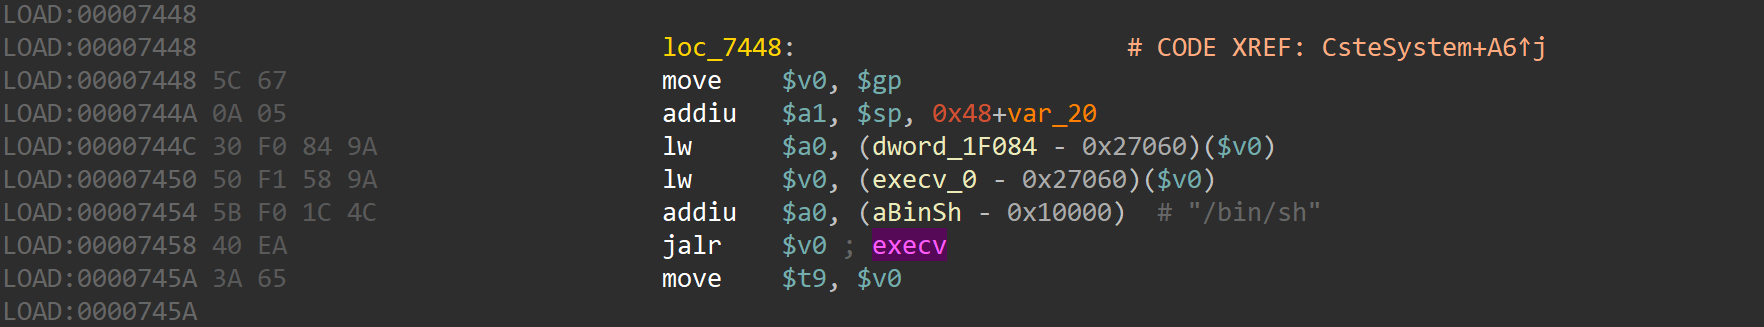 LOAD:00007448
LOAD:00007448 loc_7448: # CODE XREF: CsteSystem+A6↑j
LOAD:00007448 5C 67 move $v0, $gp
LOAD:0000744A 0A 05 addiu $a1, $sp, 0x48+var_20
LOAD:0000744C 30 F0 84 9A lw $a0, (dword_1F084 - 0x27060)($v0)
LOAD:00007450 50 F1 58 9A lw $v0, (execv_0 - 0x27060)($v0)
LOAD:00007454 5B F0 1C 4C addiu $a0, (aBinSh - 0x10000) # "/bin/sh"
LOAD:00007458 40 EA jalr $v0 ; execv
LOAD:0000745A 3A 65 move $t9, $v0
LOAD:0000745A